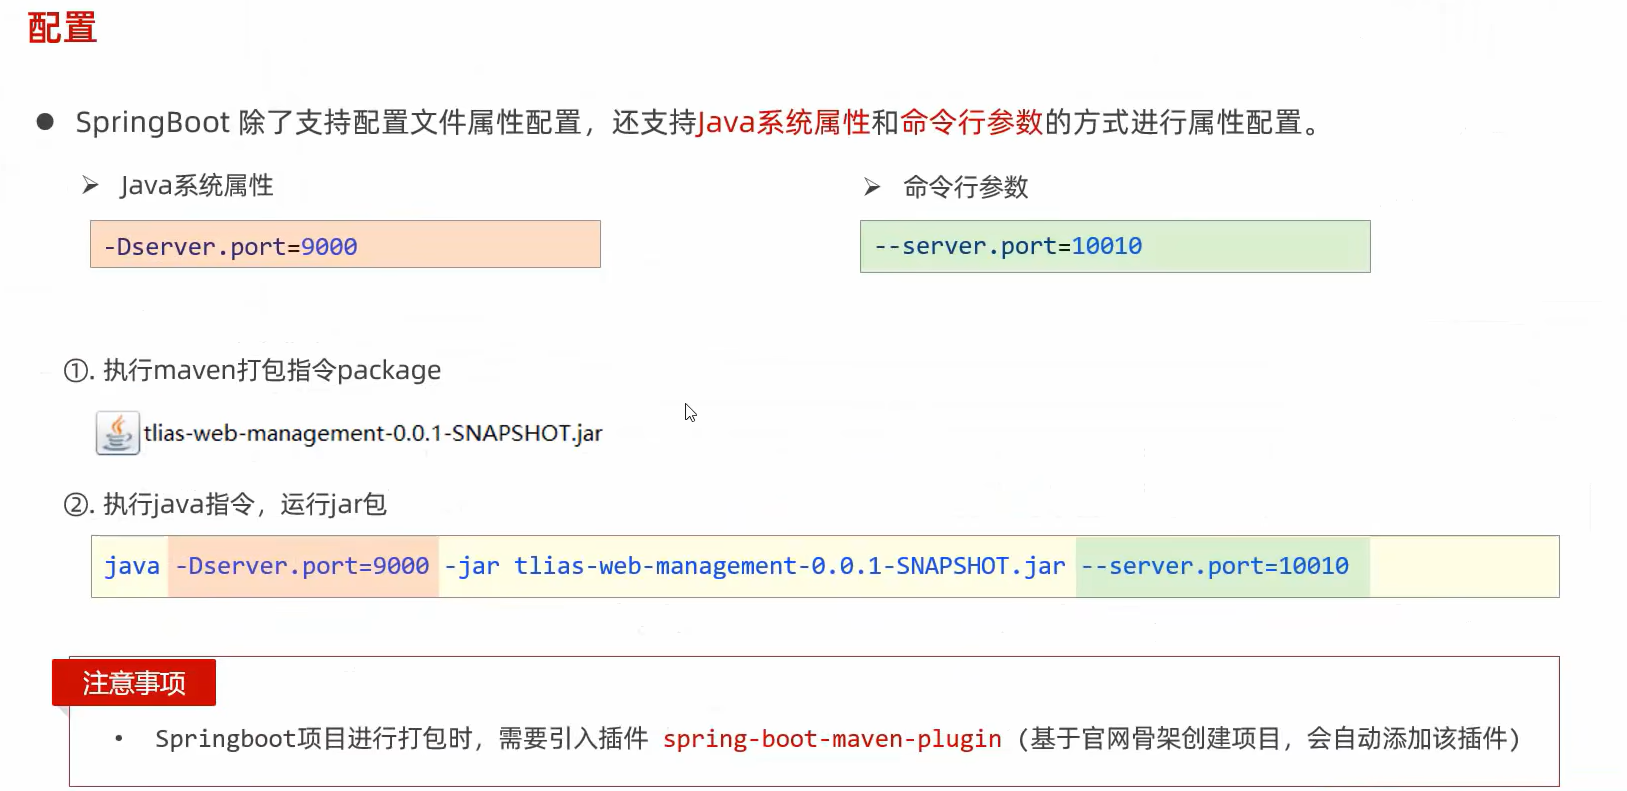 配置
● SpringBoot 除了支持配置文件属性配置，还支持Java系统属性和命令行参数的方式进行属性配置。
➢ Java系统属性
➢ 命令行参数
-Dserver.port=9000
--server.port=10010
①. 执行maven打包指令package
tlias-web-management-0.0.1-SNAPSHOT.jar
②. 执行java指令，运行jar包
java -Dserver.port=9000 -jar tlias-web-management-0.0.1-SNAPSHOT.jar --server.port=10010
注意事项
• Springboot项目进行打包时，需要引入插件 spring-boot-maven-plugin (基于官网骨架创建项目，会自动添加该插件)